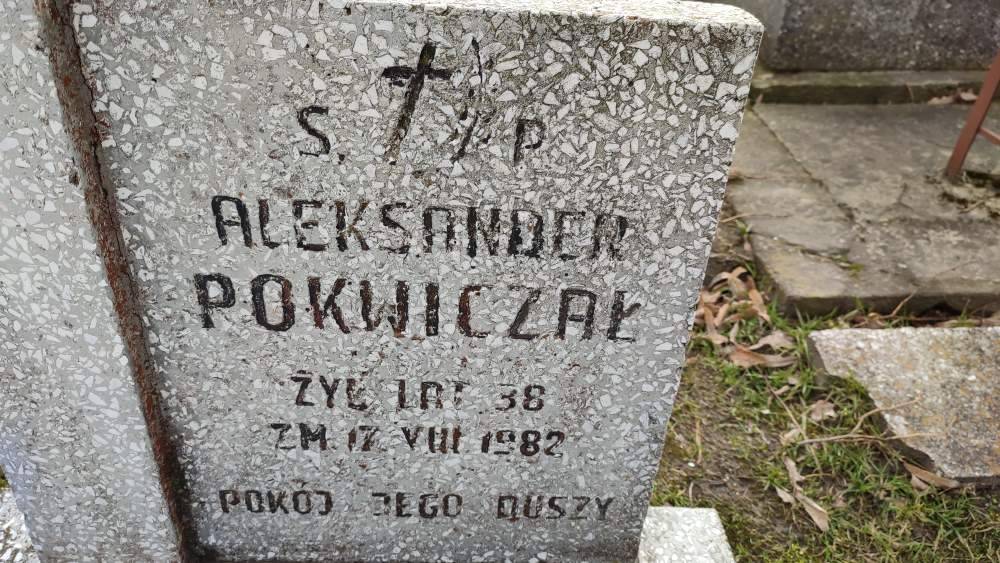 S. P
ALEKSANDER
POKWICZAŁ
ŻYŁ LAT 38
ZM 17 VIII 1982
POKÓJ JEGO DUSZY